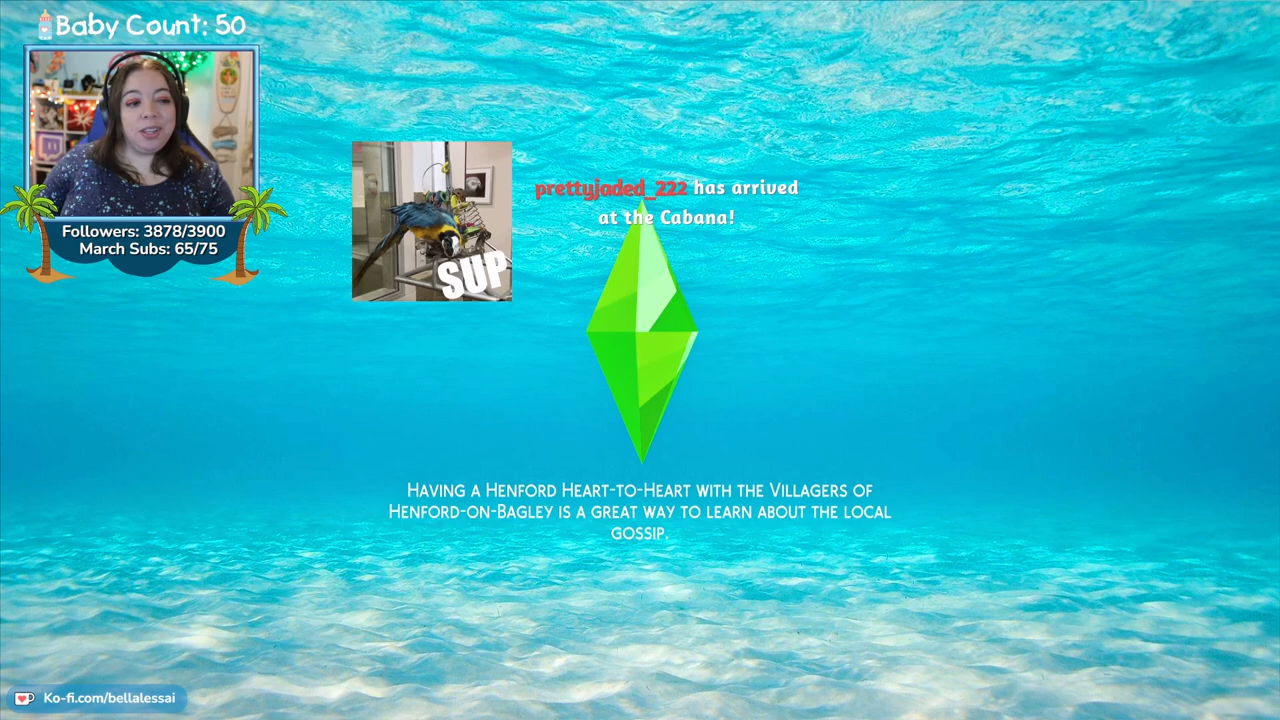 Baby Count: 50
Followers: 3878/3900
March Subs: 65/75
SUP
prettyjaded_222 has arrived
at the Cabana!
HAVING A HENFORD HEART-TO-HEART WITH THE VILLAGERS OF
HENFORD-ON-BAGLEY IS A GREAT WAY TO LEARN ABOUT THE LOCAL
GOSSIP.
Ko-fi.com/bellalessai